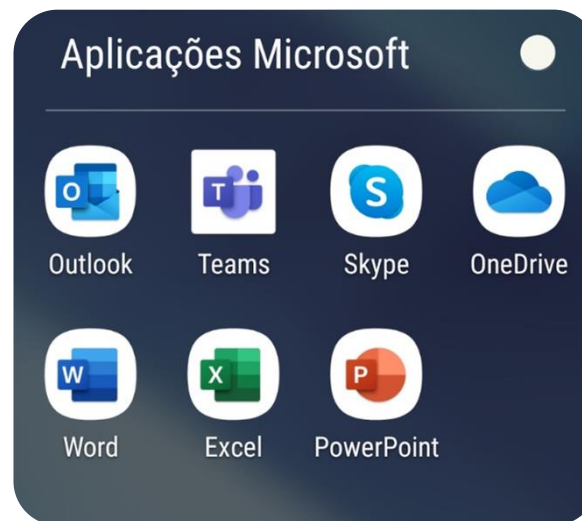 Aplicações Microsoft
O
T
S
Outlook Teams Skype OneDrive
W
X
P
Word Excel PowerPoint